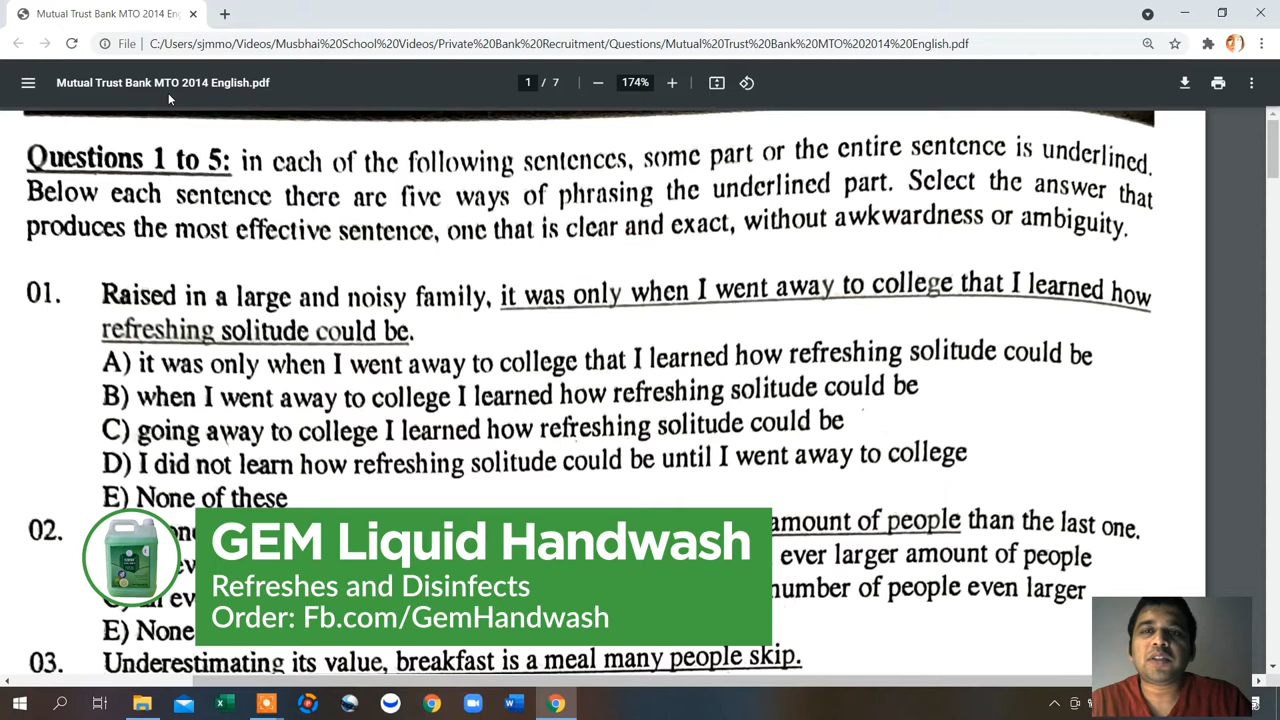 Mutual Trust Bank MTO 2014 Eng
File C:/Users/sjmmo/Videos/Musbhai%20School%20Videos/Private%20Bank%20Recruitment/Questions/Mutual%20Trust%20Bank%20MTO%202014%20English.pdf
Mutual Trust Bank MTO 2014 English.pdf 1 / 7 174%
Questions 1 to 5: in each of the following sentences, some part or the entire sentence is underlined.
Below each sentence there are five ways of phrasing the underlined part. Select the answer that
produces the most effective sentence, one that is clear and exact, without awkwardness or ambiguity.
01. Raised in a large and noisy family, it was only when I went away to college that I learned how
refreshing solitude could be.
A) it was only when I went away to college that I learned how refreshing solitude could be
B) when I went away to college I learned how refreshing solitude could be
C) going away to college I learned how refreshing solitude could be
D) I did not learn how refreshing solitude could be until I went away to college
E) None of these
02. amount of people than the last one.
ever larger amount of people
number of people even larger
E) None
GEM Liquid Handwash
Refreshes and Disinfects
Order: Fb.com/GemHandwash
03. Underestimating its value, breakfast is a meal many people skip.